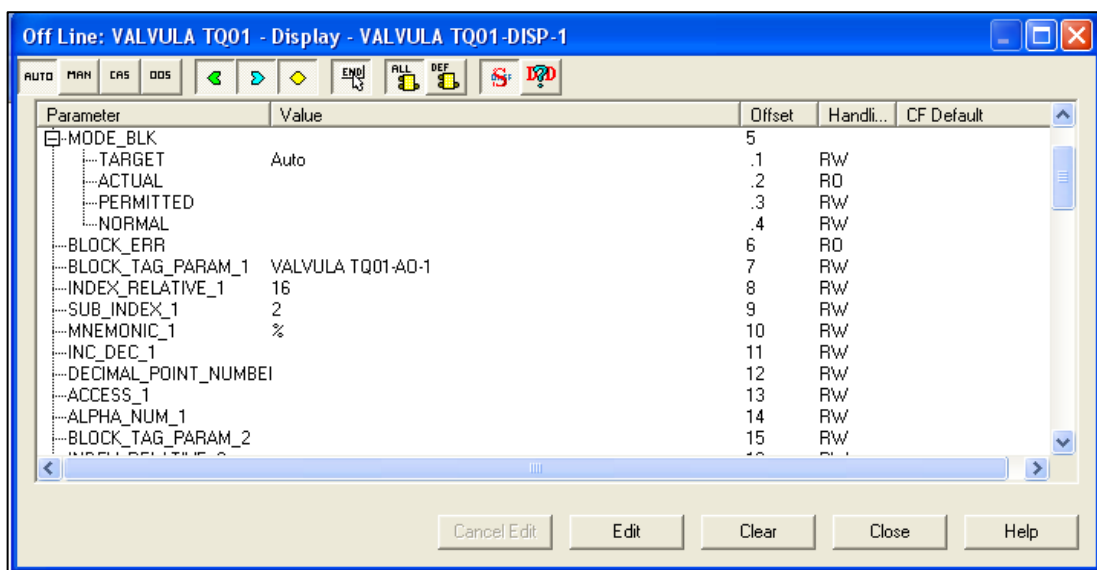 Off Line: VALVULA TQ01 - Display - VALVULA TQ01-DISP-1
AUTO MAN CAS OOS END ALL DEF S D?D
Parameter Value Offset Handli... CF Default
MODE_BLK 5
TARGET Auto .1 RW
ACTUAL .2 RO
PERMITTED .3 RW
NORMAL .4 RW
BLOCK_ERR 6 RO
BLOCK_TAG_PARAM_1 VALVULA TQ01-AO-1 7 RW
INDEX_RELATIVE_1 16 8 RW
SUB_INDEX_1 2 9 RW
MNEMONIC_1 % 10 RW
INC_DEC_1 11 RW
DECIMAL_POINT_NUMBEI 12 RW
ACCESS_1 13 RW
ALPHA_NUM_1 14 RW
BLOCK_TAG_PARAM_2 15 RW
Cancel Edit Edit Clear Close Help